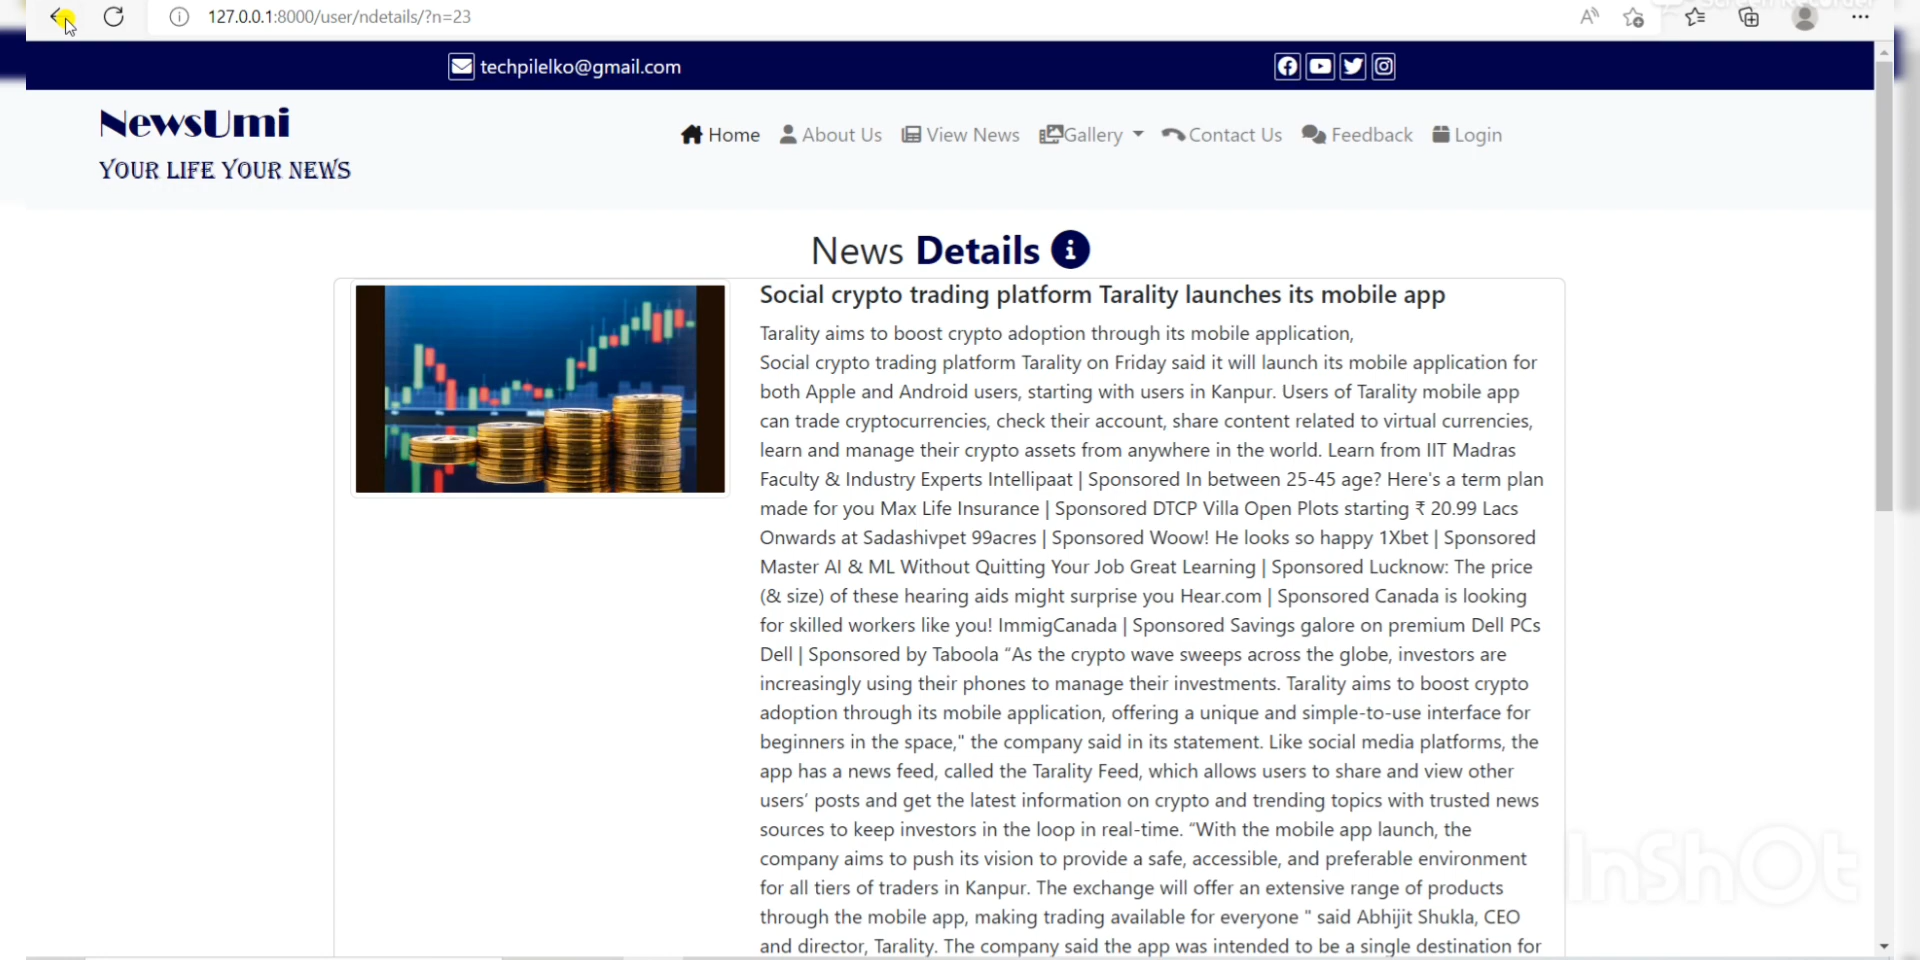 Screen Recorder
127.0.0.1:8000/user/ndetails/?n=23
techpilelko@gmail.com
NewsUmi
YOUR LIFE YOUR NEWS
Home About Us View News Gallery Contact Us Feedback Login
News Details
Social crypto trading platform Tarality launches its mobile app
Tarality aims to boost crypto adoption through its mobile application,
Social crypto trading platform Tarality on Friday said it will launch its mobile application for
both Apple and Android users, starting with users in Kanpur. Users of Tarality mobile app
can trade cryptocurrencies, check their account, share content related to virtual currencies,
learn and manage their crypto assets from anywhere in the world. Learn from IIT Madras
Faculty & Industry Experts Intellipaat | Sponsored In between 25-45 age? Here's a term plan
made for you Max Life Insurance | Sponsored DTCP Villa Open Plots starting ₹ 20.99 Lacs
Onwards at Sadashivpet 99acres | Sponsored Woow! He looks so happy 1Xbet | Sponsored
Master AI & ML Without Quitting Your Job Great Learning | Sponsored Lucknow: The price
(& size) of these hearing aids might surprise you Hear.com | Sponsored Canada is looking
for skilled workers like you! ImmigCanada | Sponsored Savings galore on premium Dell PCs
Dell | Sponsored by Taboola “As the crypto wave sweeps across the globe, investors are
increasingly using their phones to manage their investments. Tarality aims to boost crypto
adoption through its mobile application, offering a unique and simple-to-use interface for
beginners in the space," the company said in its statement. Like social media platforms, the
app has a news feed, called the Tarality Feed, which allows users to share and view other
users’ posts and get the latest information on crypto and trending topics with trusted news
sources to keep investors in the loop in real-time. “With the mobile app launch, the
company aims to push its vision to provide a safe, accessible, and preferable environment
for all tiers of traders in Kanpur. The exchange will offer an extensive range of products
through the mobile app, making trading available for everyone " said Abhijit Shukla, CEO
and director, Tarality. The company said the app was intended to be a single destination for
InShOt